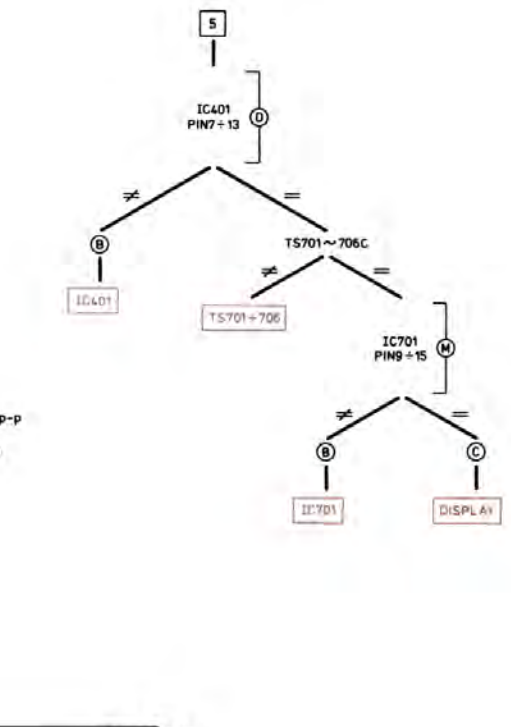 5
IC401
PIN7÷13
D
≠
=
B
TS701~706C
IC401
≠
=
TS701÷706
IC701
PIN9÷15
M
p-p
≠
=
B
C
IC701
DISPLAY